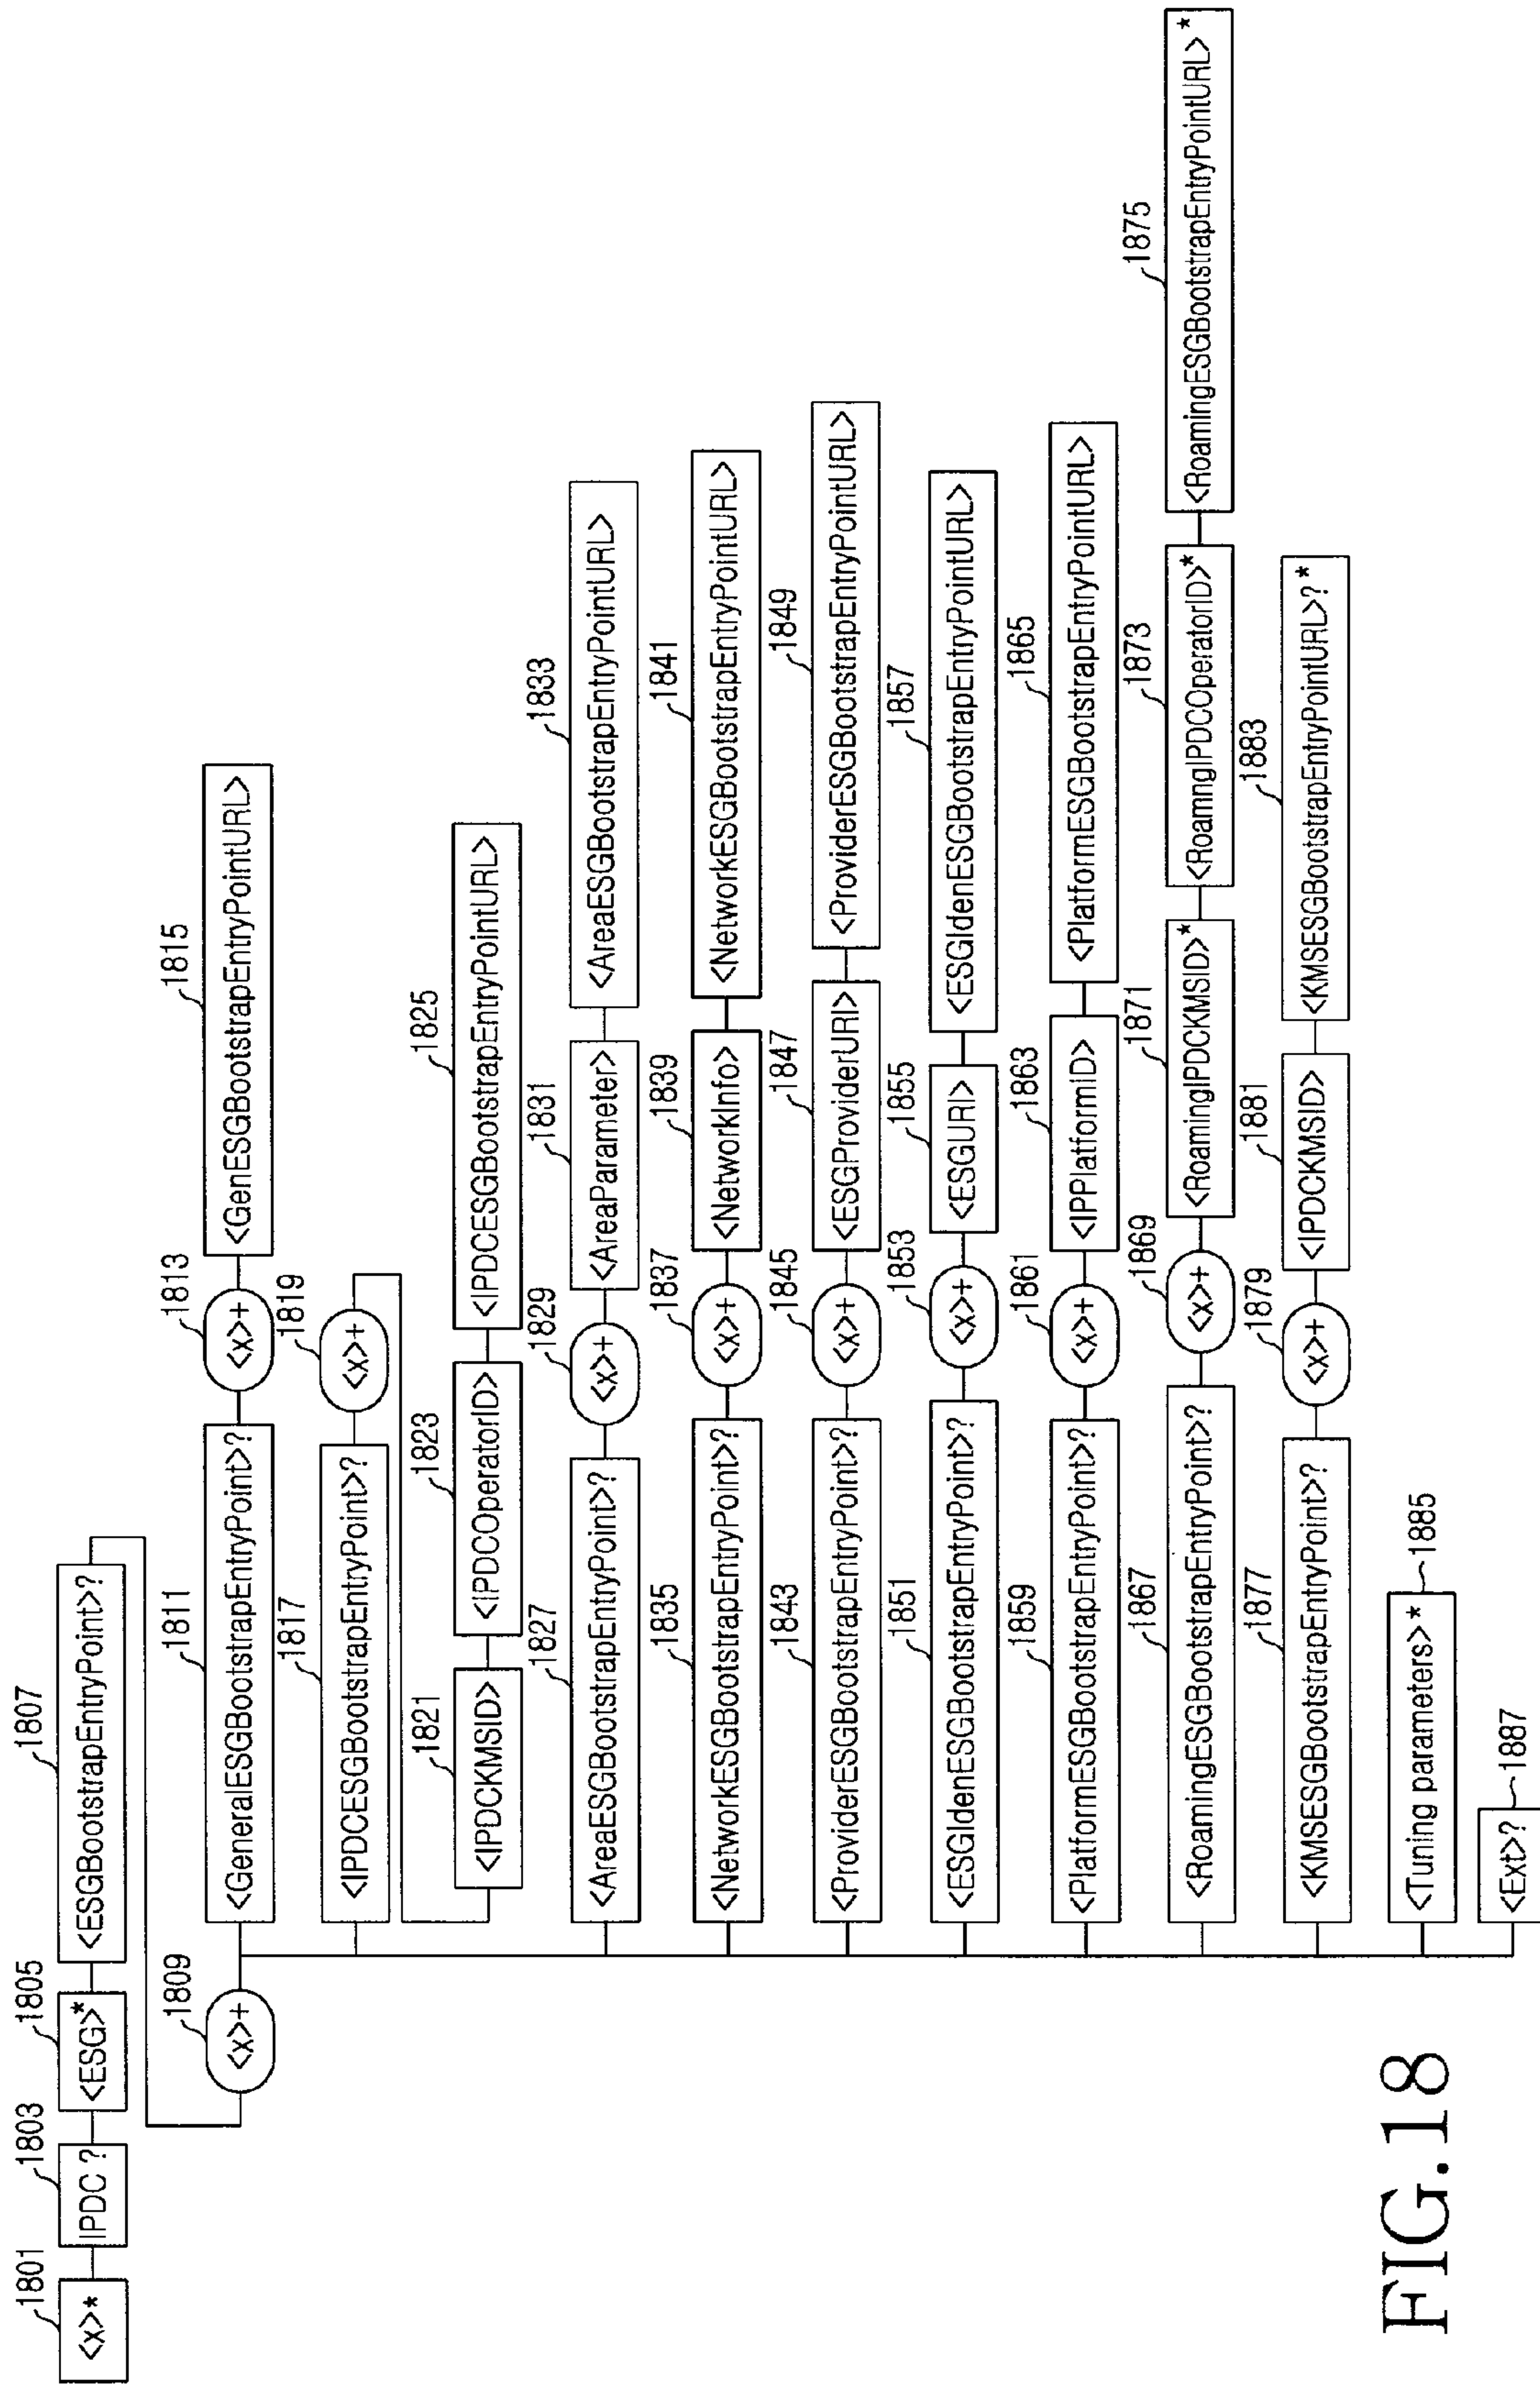 1801
1803
1805
1807
<x>*
IPDC ?
<ESG>*
<ESGBootstrapEntryPoint>?
1809
1811
1813
1815
<x>+
<GeneralESGBootstrapEntryPoint>?
<x>+
<GenESGBootstrapEntryPointURL>
1817
1819
<IPDCESGBootstrapEntryPoint>?
<x>+
1821
1823
1825
<IPDCKMSID>
<IPDCOperatorID>
<IPDCESGBootstrapEntryPointURL>
1827
1829
1831
1833
<AreaESGBootstrapEntryPoint>?
<x>+
<AreaParameter>
<AreaESGBootstrapEntryPointURL>
1835
1837
1839
1841
<NetworkESGBootstrapEntryPoint>?
<x>+
<NetworkInfo>
<NetworkESGBootstrapEntryPointURL>
1843
1845
1847
1849
<ProviderESGBootstrapEntryPoint>?
<x>+
<ESGProviderURI>
<ProviderESGBootstrapEntryPointURL>
1851
1853
1855
1857
<ESGIdenESGBootstrapEntryPoint>?
<x>+
<ESGURI>
<ESGIdenESGBootstrapEntryPointURL>
1859
1861
1863
1865
<PlatformESGBootstrapEntryPoint>?
<x>+
<IPPlatformID>
<PlatformESGBootstrapEntryPointURL>
1867
1869
1871
1873
1875
<RoamingESGBootstrapEntryPoint>?
<x>+
<RoamingIPDCKMSID>*
<RoamngIPDCOperatorID>*
<RoamingESGBootstrapEntryPointURL>*
1877
1879
1881
1883
<KMSESGBootstrapEntryPoint>?
<x>+
<IPDCKMSID>
<KMSESGBootstrapEntryPointURL>?*
<Tuning parameters>*
1885
<Ext>?
1887
FIG.18